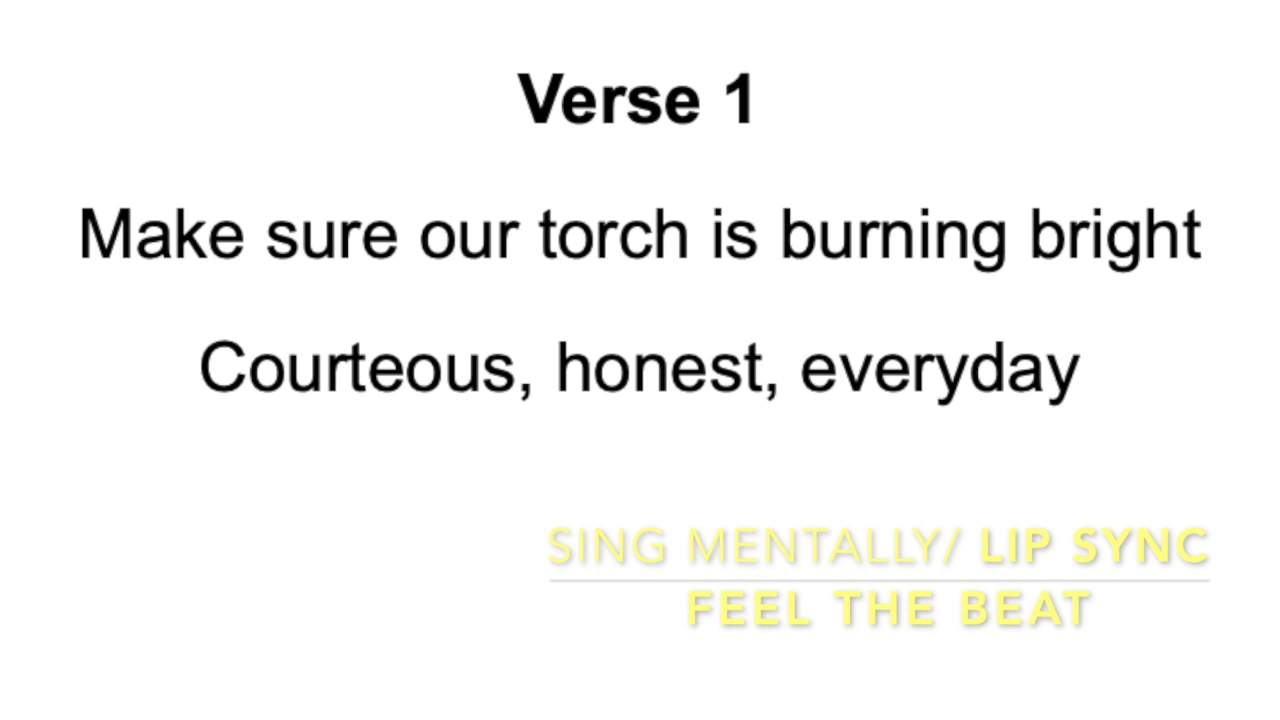 Verse 1
Make sure our torch is burning bright
Courteous, honest, everyday
SING MENTALLY/ LIP SYNC
FEEL THE BEAT